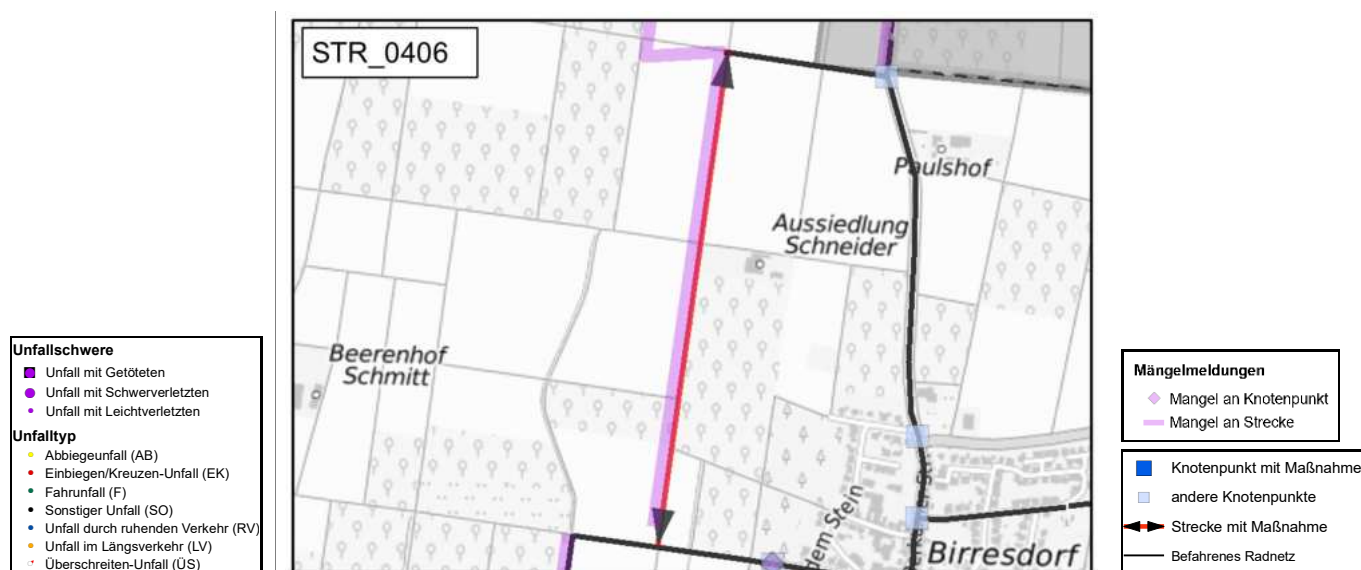 STR_0406
Paulshof
Aussiedlung
Schneider
Beerenhof
Schmitt
dem Stein
Birresdorf
Unfallschwere
Unfall mit Getöteten
Unfall mit Schwerverletzten
Unfall mit Leichtverletzten
Unfalltyp
Abbiegeunfall (AB)
Einbiegen/Kreuzen-Unfall (EK)
Fahrunfall (F)
Sonstiger Unfall (SO)
Unfall durch ruhenden Verkehr (RV)
Unfall im Längsverkehr (LV)
Überschreiten-Unfall (ÜS)
Mängelmeldungen
Mangel an Knotenpunkt
Mangel an Strecke
Knotenpunkt mit Maßnahme
andere Knotenpunkte
Strecke mit Maßnahme
Befahrenes Radnetz